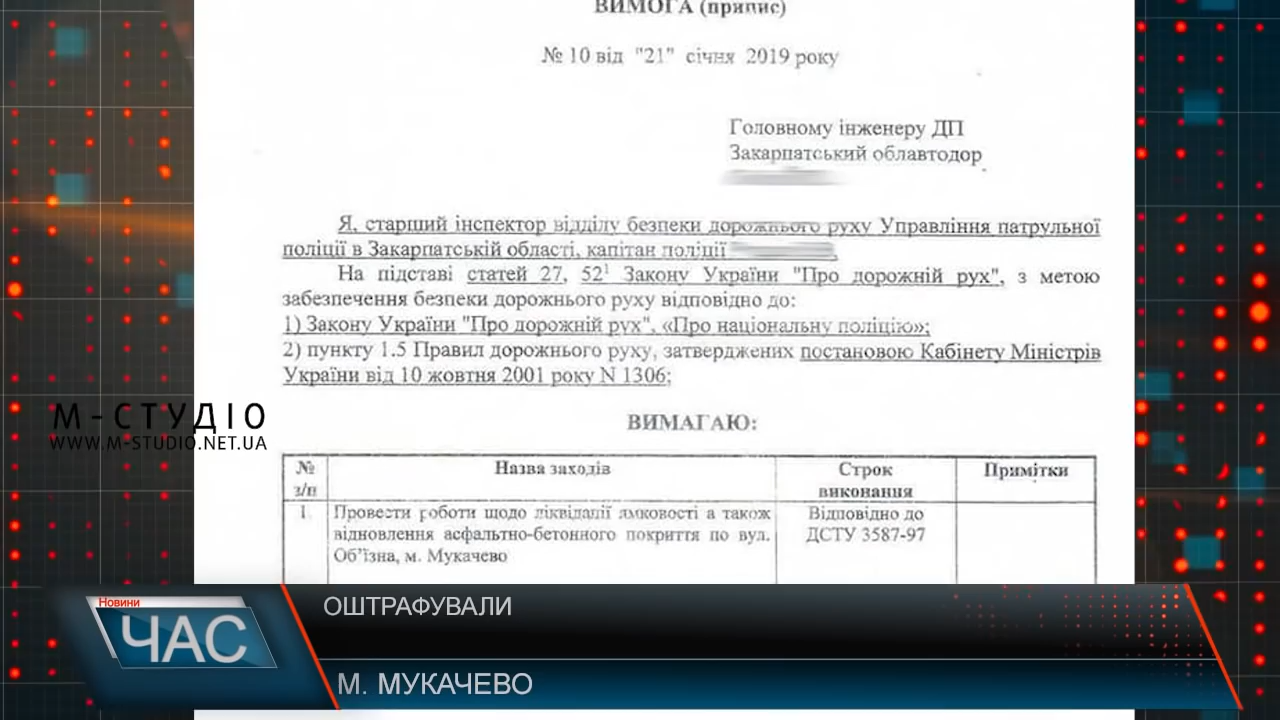 ВИМОГА (припис)
№ 10 від "21" січня 2019 року
Головному інженеру ДП
Закарпатський облавтодор
Я, старший інспектор відділу безпеки дорожнього руху Управління патрульної
поліції в Закарпатській області, капітан поліції
На підставі статей 27, 52¹ Закону України "Про дорожній рух", з метою
забезпечення безпеки дорожнього руху відповідно до:
1) Закону України "Про дорожній рух", «Про національну поліцію»;
2) пункту 1.5 Правил дорожнього руху, затверджених постановою Кабінету Міністрів
України від 10 жовтня 2001 року N 1306;
М-СТУДІО
WWW.M-STUDIO.NET.UA
ВИМАГАЮ:
№ з/п
Назва заходів
Строк
виконання
Примітки
1.
Провести роботи щодо ліквідації ямковості а також
відновлення асфальтно-бетонного покриття по вул.
Об'їзна, м. Мукачево
Відповідно до
ДСТУ 3587-97
Новини
ЧАС
ОШТРАФУВАЛИ
М. МУКАЧЕВО